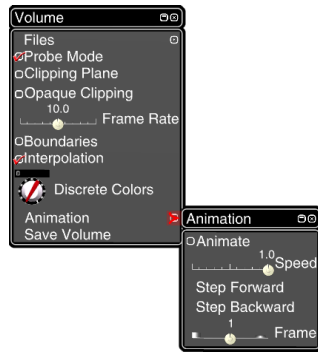 Volume
Files
Probe Mode
Clipping Plane
Opaque Clipping
10.0
Frame Rate
Boundaries
Interpolation
0
Discrete Colors
Animation
Save Volume
Animation
Animate
1.0
Speed
Step Forward
Step Backward
1
Frame